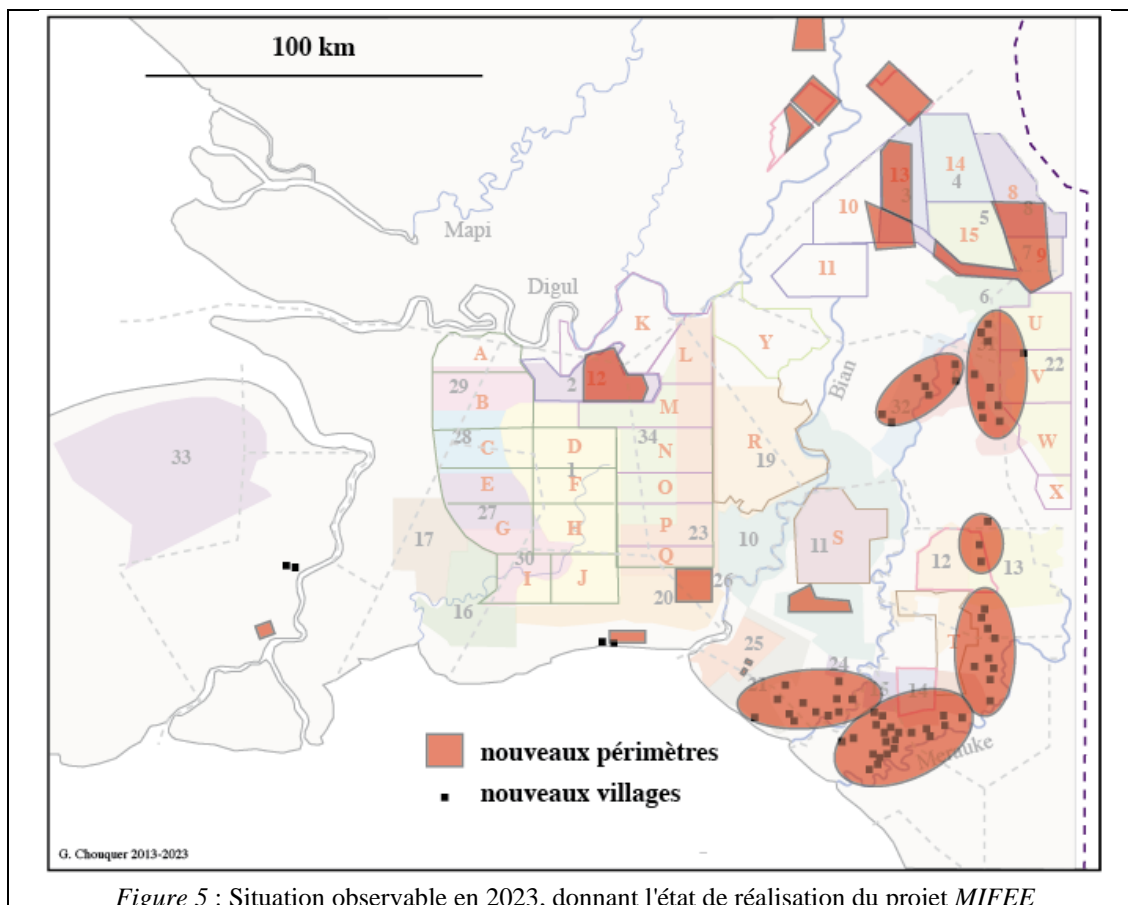 100 km
13
14
3
4
8
8
10
5
15
7
9
11
Mapi
6
Digul
K
U
A
L
Y
V
22
29
2
12
B
M
Bian
32
28
C
D
34
N
R
W
19
1
E
F
O
X
27
G
H
P
23
33
17
30
Q
10
11
S
12
13
I
J
20
26
16
25
T
21
24
15
14
nouveaux périmètres
Merauke
nouveaux villages
G. Chouquer 2013-2023
Figure 5 : Situation observable en 2023, donnant l'état de réalisation du projet MIFEE